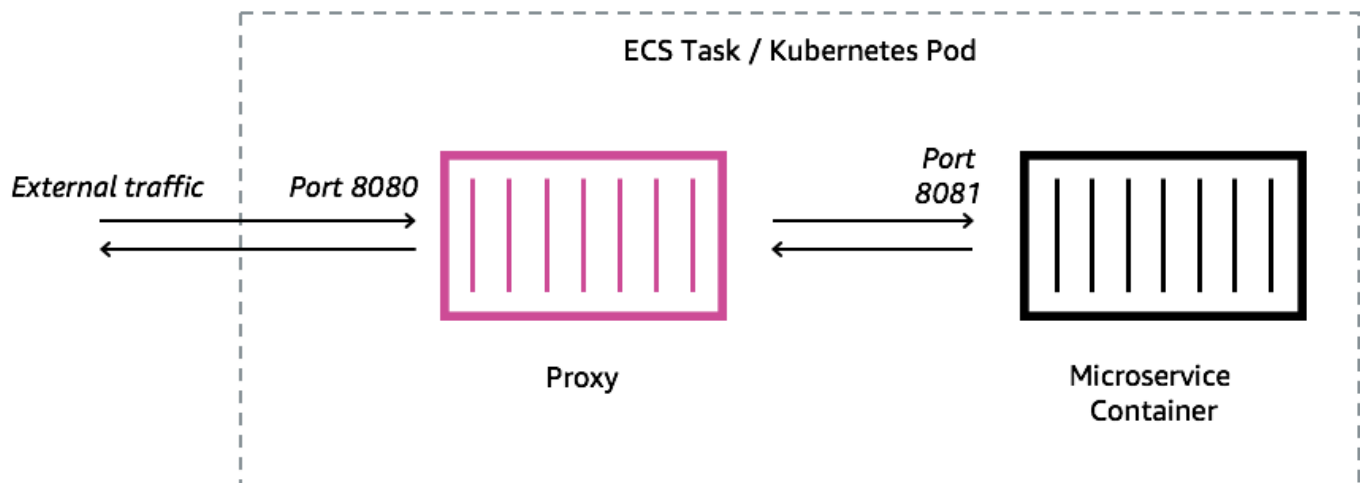 ECS Task / Kubernetes Pod
External traffic
Port 8080
Port
8081
Proxy
Microservice
Container